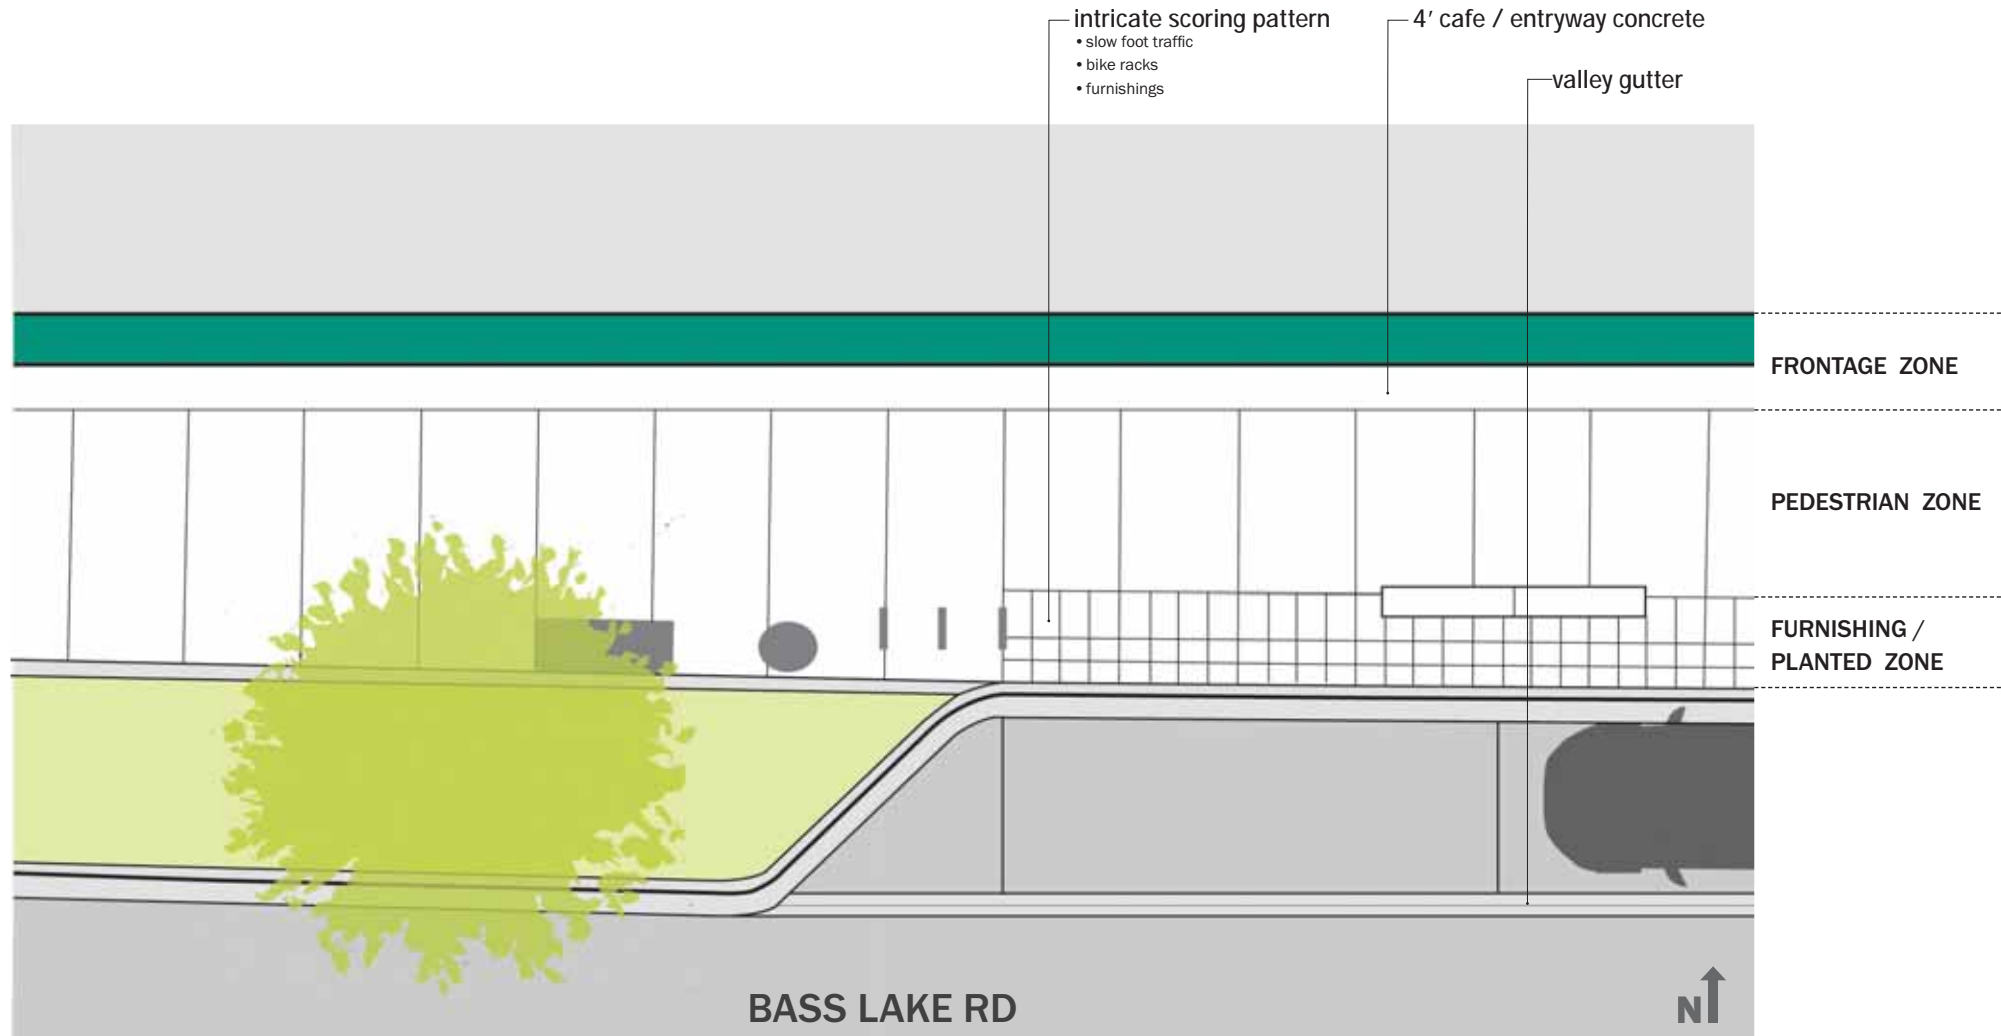 intricate scoring pattern
• slow foot traffic
• bike racks
• furnishings
4' cafe / entryway concrete
valley gutter
FRONTAGE ZONE
PEDESTRIAN ZONE
FURNISHING /
PLANTED ZONE
BASS LAKE RD
N